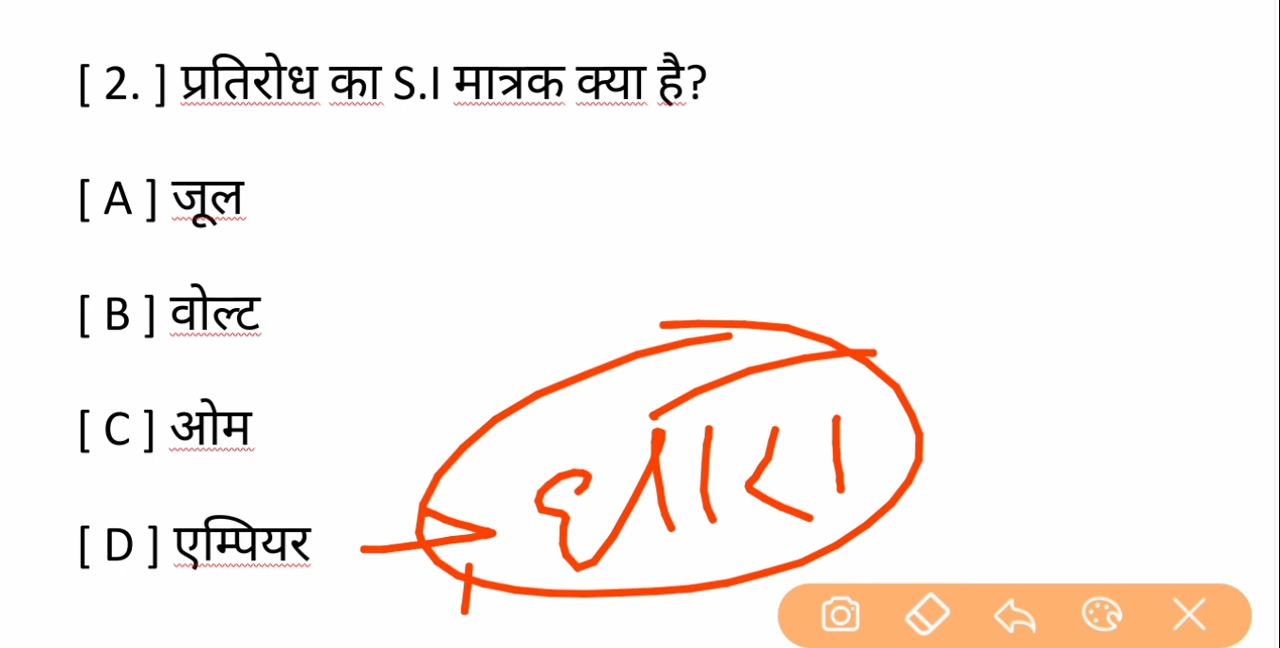 [ 2. ] प्रतिरोध का S.I मात्रक क्या है?
[ A ] जूल
[ B ] वोल्ट
[ C ] ओम
[ D ] एम्पियर
धारा